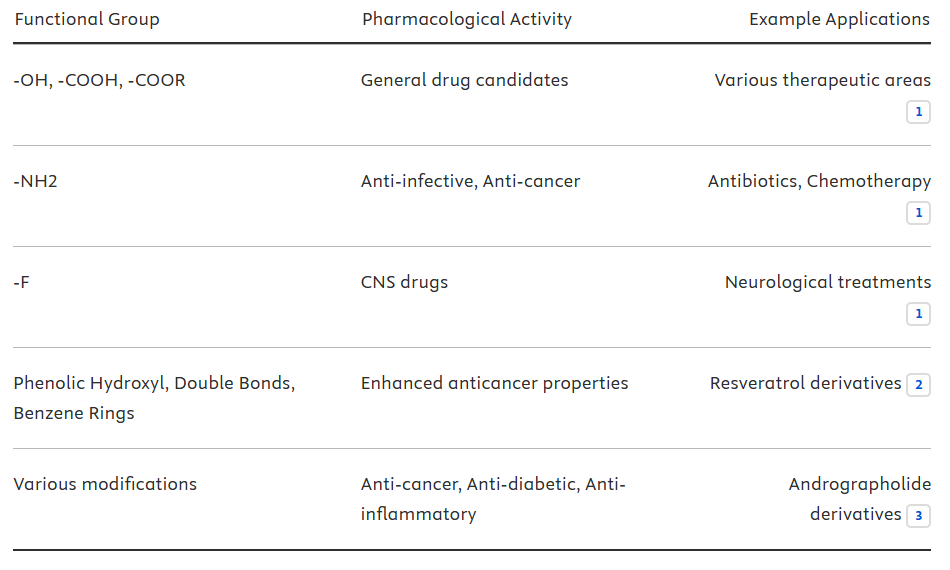 Functional Group Pharmacological Activity Example Applications
-OH, -COOH, -COOR General drug candidates Various therapeutic areas
1
-NH2 Anti-infective, Anti-cancer Antibiotics, Chemotherapy
1
-F CNS drugs Neurological treatments
1
Phenolic Hydroxyl, Double Bonds, Enhanced anticancer properties Resveratrol derivatives 2
Benzene Rings
Various modifications Anti-cancer, Anti-diabetic, Anti- Andrographolide
inflammatory derivatives 3